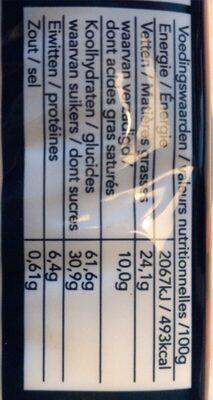 Voedingswaarden / Valeurs nutritionnelles /100g
Energie / Énergie 2067kJ / 493kcal
Vetten / Matières grasses 24,1g
waarvan verzadigd /
dont acides gras saturés 10,0g
Koolhydraten / glucides 61,6g
waarvan suikers / dont sucres 30,9g
Eiwitten / protéines 6,4g
Zout / sel 0,61g